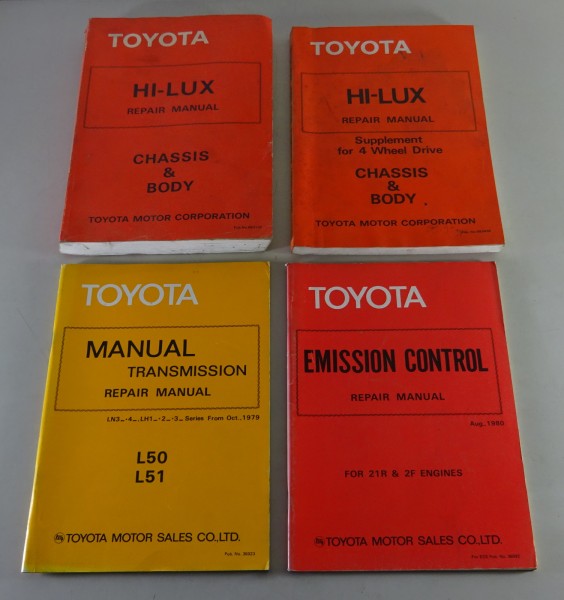 TOYOTA
HI-LUX
REPAIR MANUAL
CHASSIS
&
BODY
TOYOTA MOTOR CORPORATION
TOYOTA
HI-LUX
REPAIR MANUAL
Supplement
for 4 Wheel Drive
CHASSIS
&
BODY
TOYOTA MOTOR CORPORATION
TOYOTA
MANUAL
TRANSMISSION
REPAIR MANUAL
LN3_,-4_,LH1_,-2_,-3_ Series From Oct.,1979
L50
L51
TOYOTA MOTOR SALES CO.,LTD.
TOYOTA
EMISSION CONTROL
REPAIR MANUAL
Aug.,1980
FOR 21R & 2F ENGINES
TOYOTA MOTOR SALES CO.,LTD.